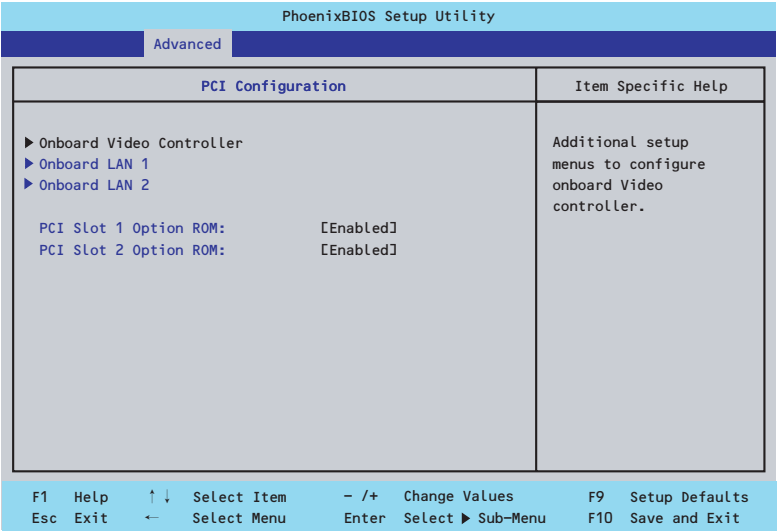 PhoenixBIOS Setup Utility
Advanced
PCI Configuration
Item Specific Help
▶ Onboard Video Controller
▶ Onboard LAN 1
▶ Onboard LAN 2
PCI Slot 1 Option ROM: [Enabled]
PCI Slot 2 Option ROM: [Enabled]
Additional setup
menus to configure
onboard Video
controller.
F1 Help ↑↓ Select Item - /+ Change Values F9 Setup Defaults
Esc Exit ← Select Menu Enter Select ▶ Sub-Menu F10 Save and Exit